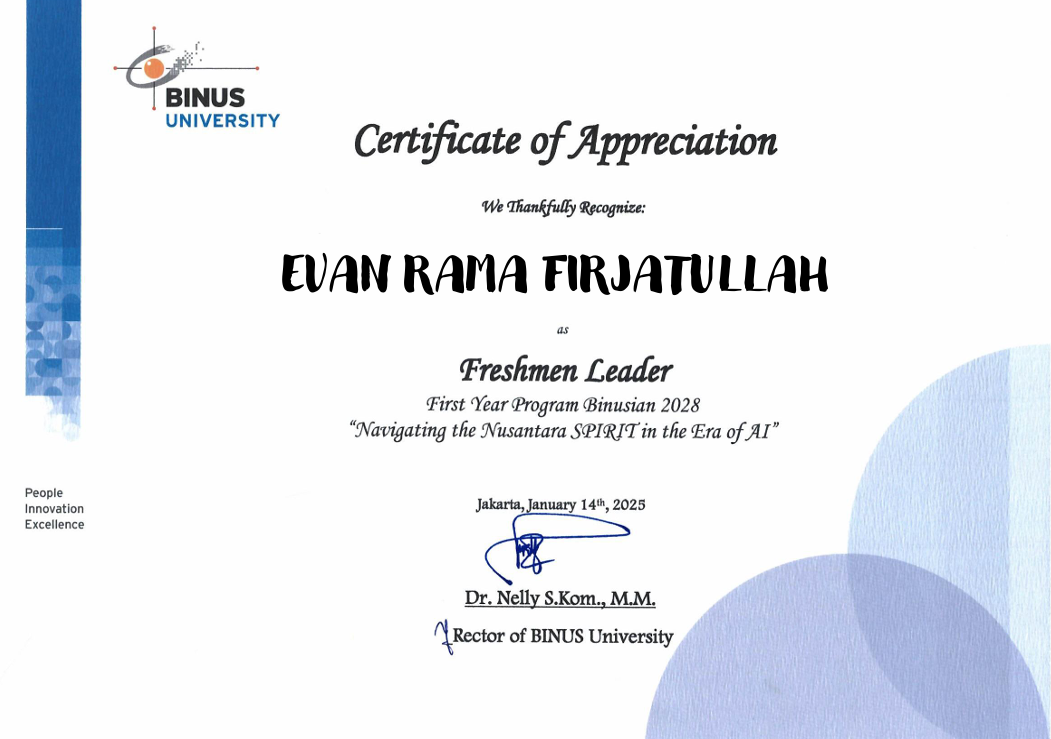 BINUS
UNIVERSITY
Certificate of Appreciation
We Thankfully Recognize:
EVAN RAMA FIRJATULLAH
as
Freshmen Leader
First Year Program Binusian 2028
“Navigating the Nusantara SPIRIT in the Era of AI”
People
Innovation
Excellence
Jakarta, January 14th, 2025
Dr. Nelly S.Kom., M.M.
Rector of BINUS University